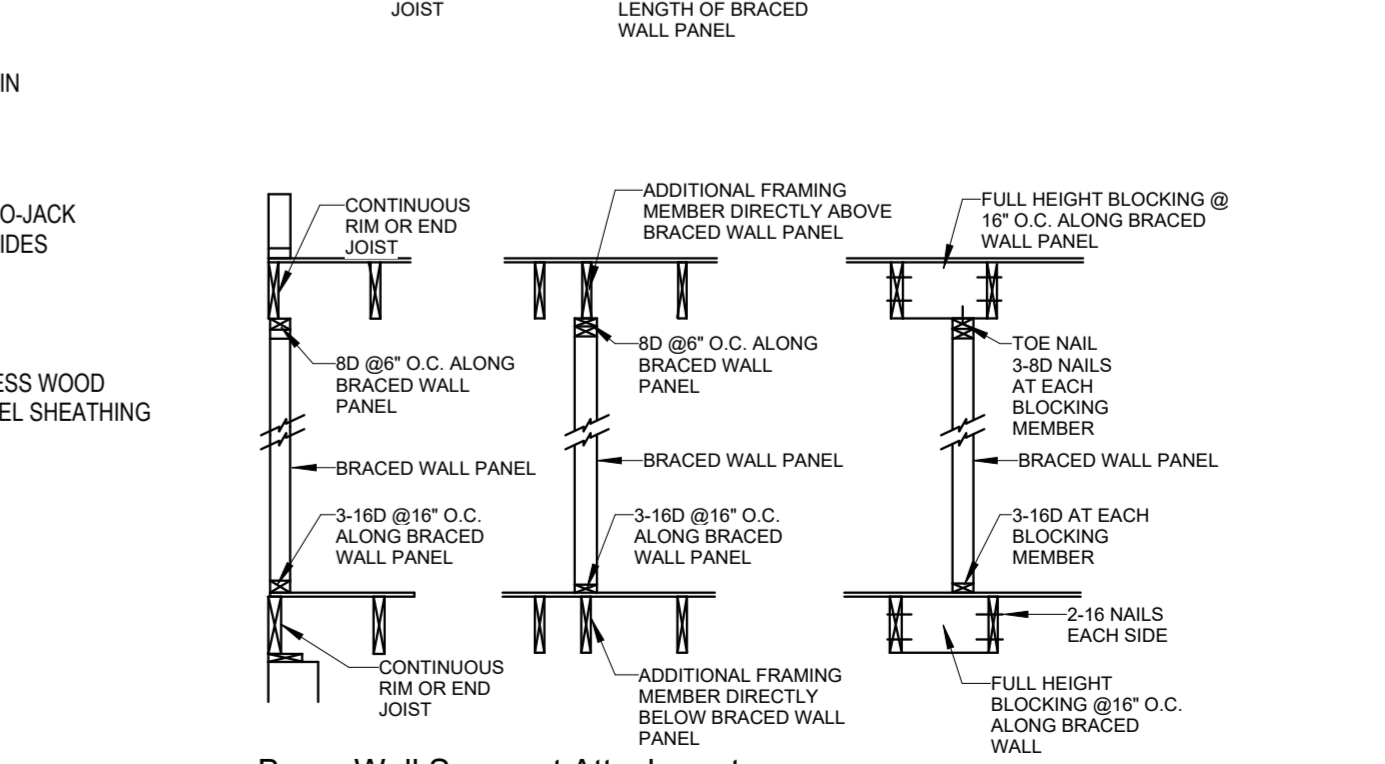 JOIST
LENGTH OF BRACED
WALL PANEL
IN
O-JACK
IDES
ESS WOOD
EL SHEATHING
CONTINUOUS
RIM OR END
JOIST
ADDITIONAL FRAMING
MEMBER DIRECTLY ABOVE
BRACED WALL PANEL
FULL HEIGHT BLOCKING @
16" O.C. ALONG BRACED
WALL PANEL
8D @6" O.C. ALONG
BRACED WALL
PANEL
8D @6" O.C. ALONG
BRACED WALL
PANEL
TOE NAIL
3-8D NAILS
AT EACH
BLOCKING
MEMBER
BRACED WALL PANEL
BRACED WALL PANEL
BRACED WALL PANEL
3-16D @16" O.C.
ALONG BRACED
WALL PANEL
3-16D @16" O.C.
ALONG BRACED
WALL PANEL
3-16D AT EACH
BLOCKING
MEMBER
2-16 NAILS
EACH SIDE
CONTINUOUS
RIM OR END
JOIST
ADDITIONAL FRAMING
MEMBER DIRECTLY
BELOW BRACED WALL
PANEL
FULL HEIGHT
BLOCKING @16" O.C.
ALONG BRACED
WALL
Wall